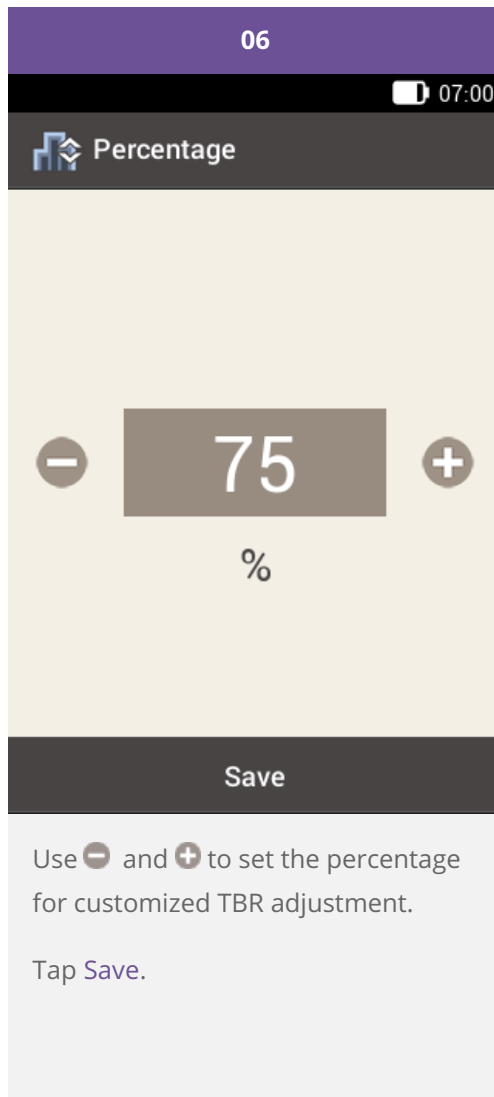 06
07:00
Percentage
75
%
Save
Use and to set the percentage
for customized TBR adjustment.
Tap Save.